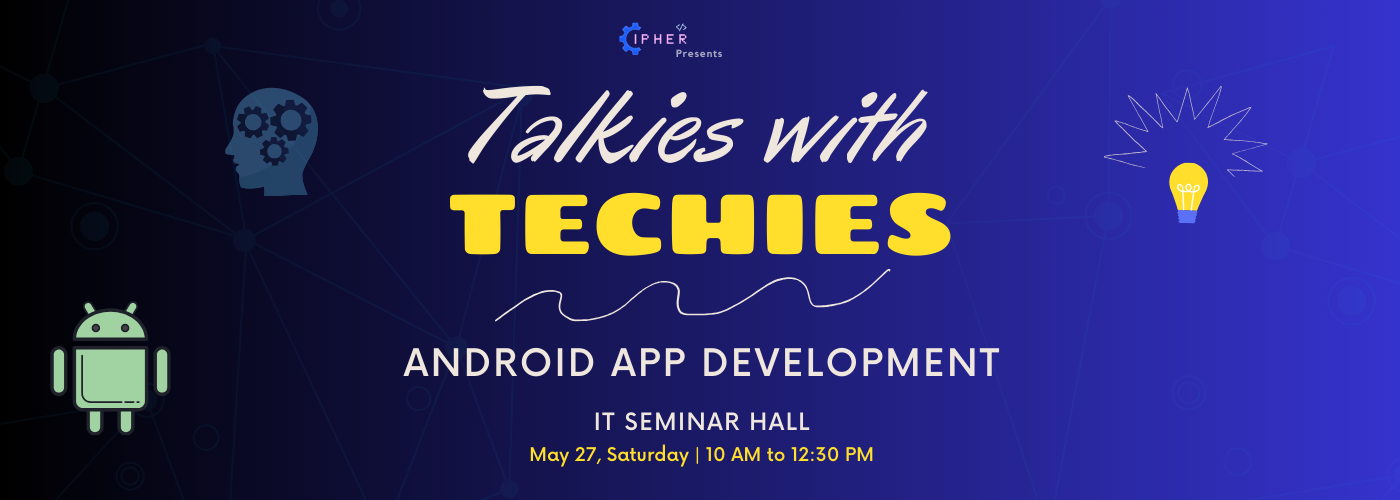 </>
CIPHER
Presents
Talkies with
TECHIES
ANDROID APP DEVELOPMENT
IT SEMINAR HALL
May 27, Saturday | 10 AM to 12:30 PM